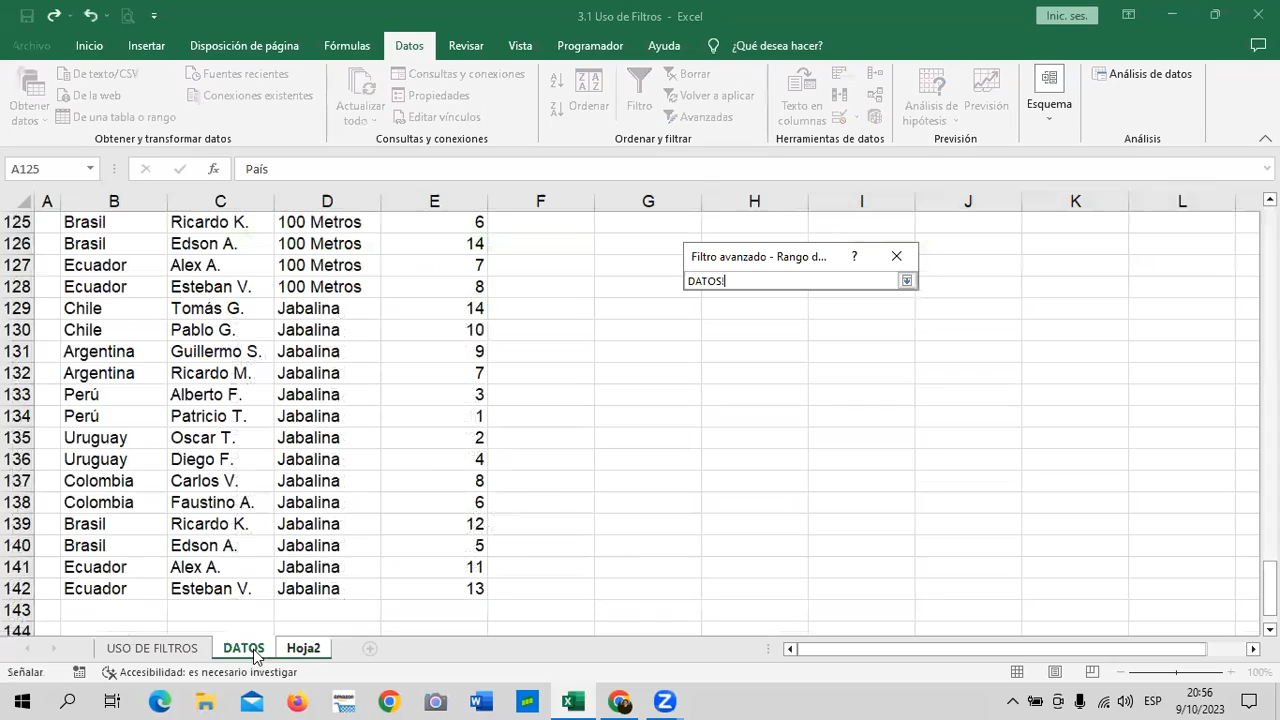 3.1 Uso de Filtros - Excel
Inic. ses.
Archivo Inicio Insertar Disposición de página Fórmulas Datos Revisar Vista Programador Ayuda ¿Qué desea hacer?
Obtener datos
De texto/CSV
De la web
De una tabla o rango
Fuentes recientes
Conexiones existentes
Obtener y transformar datos
Actualizar todo
Consultas y conexiones
Propiedades
Editar vínculos
Consultas y conexiones
Ordenar
Filtro
Borrar
Volver a aplicar
Avanzadas
Ordenar y filtrar
Texto en columnas
Herramientas de datos
Análisis de hipótesis
Previsión
Previsión
Esquema
Análisis de datos
Análisis
A125 fx País
A B C D E F G H I J K L
125 Brasil Ricardo K. 100 Metros 6
126 Brasil Edson A. 100 Metros 14
127 Ecuador Alex A. 100 Metros 7
128 Ecuador Esteban V. 100 Metros 8
129 Chile Tomás G. Jabalina 14
130 Chile Pablo G. Jabalina 10
131 Argentina Guillermo S. Jabalina 9
132 Argentina Ricardo M. Jabalina 7
133 Perú Alberto F. Jabalina 3
134 Perú Patricio T. Jabalina 1
135 Uruguay Oscar T. Jabalina 2
136 Uruguay Diego F. Jabalina 4
137 Colombia Carlos V. Jabalina 8
138 Colombia Faustino A. Jabalina 6
139 Brasil Ricardo K. Jabalina 12
140 Brasil Edson A. Jabalina 5
141 Ecuador Alex A. Jabalina 11
142 Ecuador Esteban V. Jabalina 13
143
144
Filtro avanzado - Rango d... ?
DATOS!
USO DE FILTROS DATOS Hoja2
Señalar Accesibilidad: es necesario investigar 100%
ESP
20:56
9/10/2023